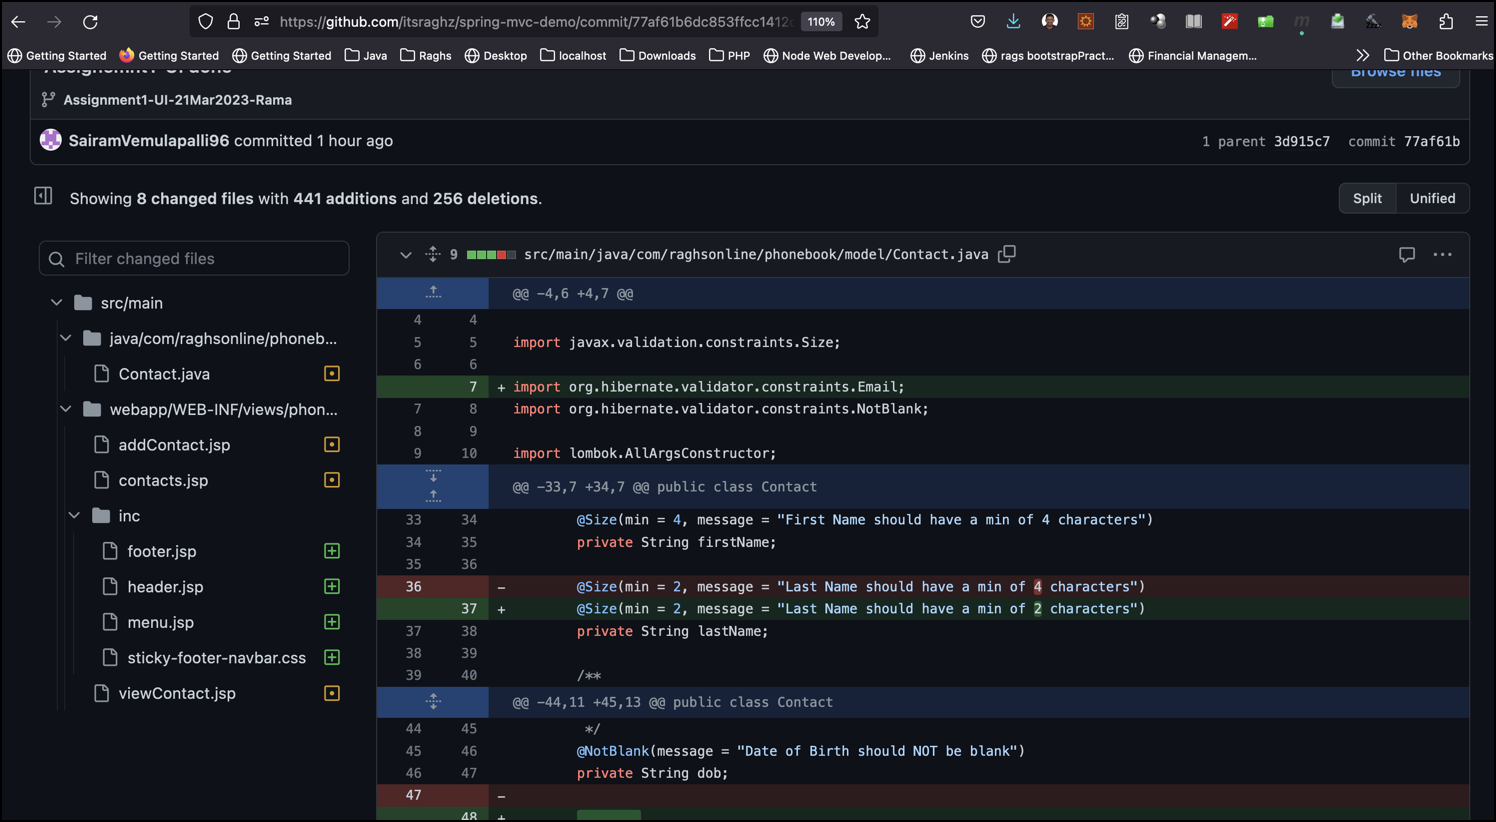 https://github.com/itsraghz/spring-mvc-demo/commit/77af61b6dc853ffcc1412
110%
Getting Started
Getting Started
Getting Started
Java
Raghs
Desktop
localhost
Downloads
PHP
Node Web Develop...
Jenkins
rags bootstrapPract...
Financial Managem...
Other Bookmarks
Browse files
Assignment1-UI-21Mar2023-Rama
SairamVemulapalli96 committed 1 hour ago
1 parent 3d915c7 commit 77af61b
Showing 8 changed files with 441 additions and 256 deletions.
Split Unified
Filter changed files
src/main
java/com/raghsonline/phoneb...
Contact.java
webapp/WEB-INF/views/phon...
addContact.jsp
contacts.jsp
inc
footer.jsp
header.jsp
menu.jsp
sticky-footer-navbar.css
viewContact.jsp
9 src/main/java/com/raghsonline/phonebook/model/Contact.java
@@ -4,6 +4,7 @@
4 4
5 5 import javax.validation.constraints.Size;
6 6
7 + import org.hibernate.validator.constraints.Email;
7 8 import org.hibernate.validator.constraints.NotBlank;
8 9
9 10 import lombok.AllArgsConstructor;
@@ -33,7 +34,7 @@ public class Contact
33 34 @Size(min = 4, message = "First Name should have a min of 4 characters")
34 35 private String firstName;
35 36
36 - @Size(min = 2, message = "Last Name should have a min of 4 characters")
37 + @Size(min = 2, message = "Last Name should have a min of 2 characters")
37 38 private String lastName;
38 39
39 40 /**
@@ -44,11 +45,13 @@ public class Contact
44 45 */
45 46 @NotBlank(message = "Date of Birth should NOT be blank")
46 47 private String dob;
47 -
48 +